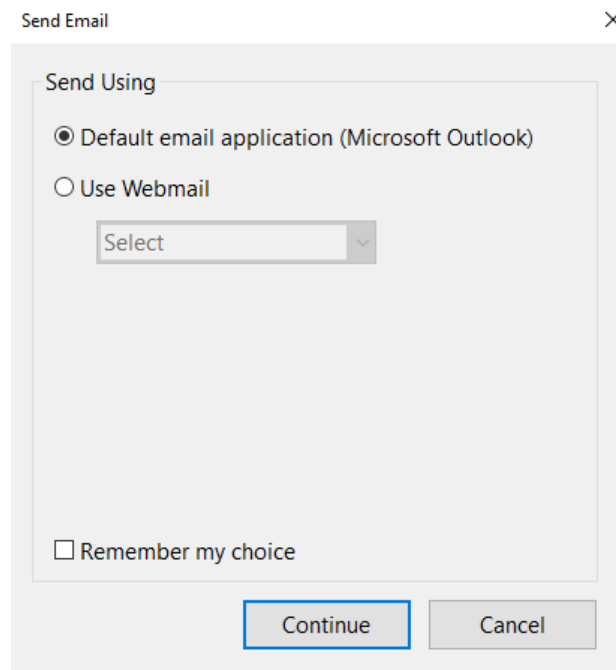 Send Email
Send Using
Default email application (Microsoft Outlook)
Use Webmail
Select
Remember my choice
Continue
Cancel